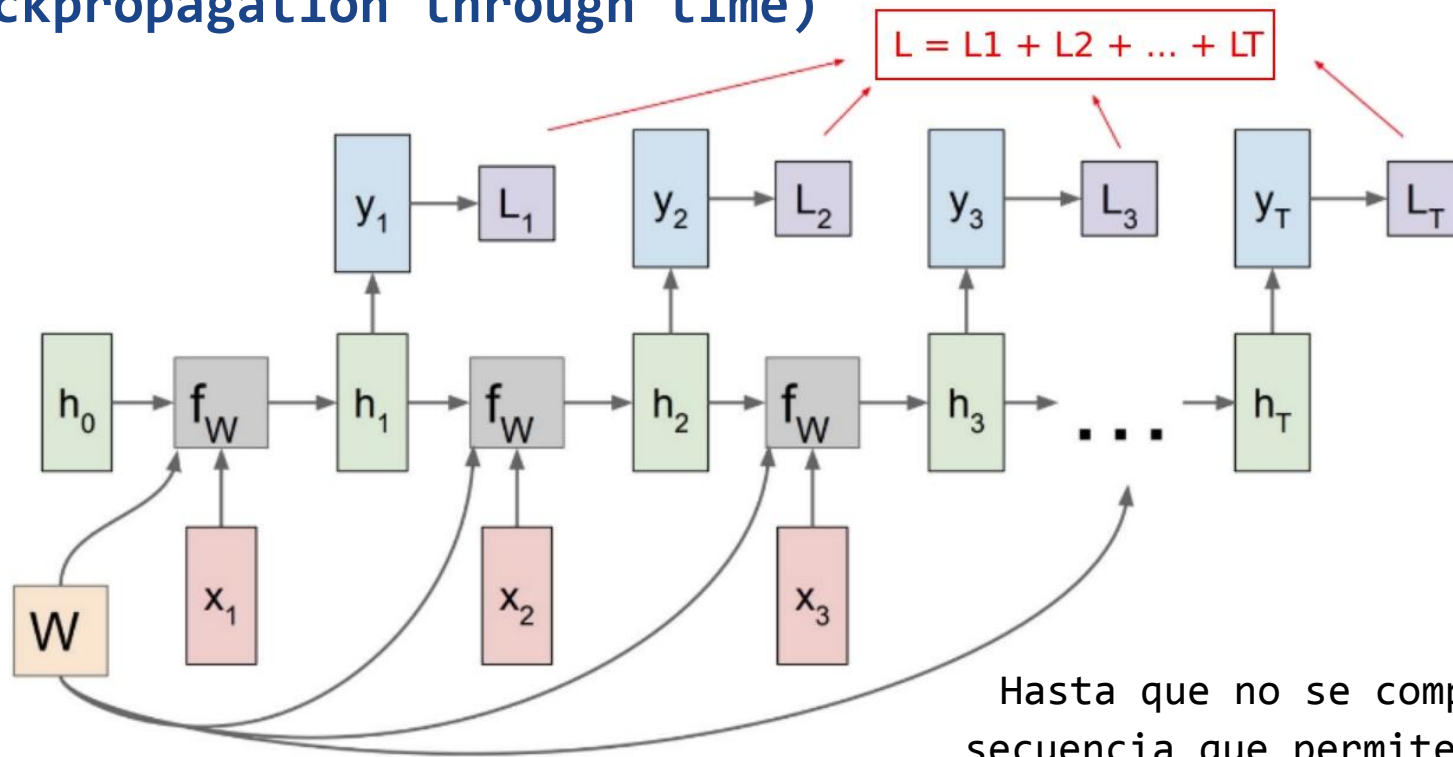 ckpropagation through time)
L = L1 + L2 + ... + LT
y1 L1 y2 L2 y3 L3 yT LT
h0 fW h1 fW h2 fW h3 ... hT
x1 x2 x3
W
Hasta que no se comp
secuencia que permite